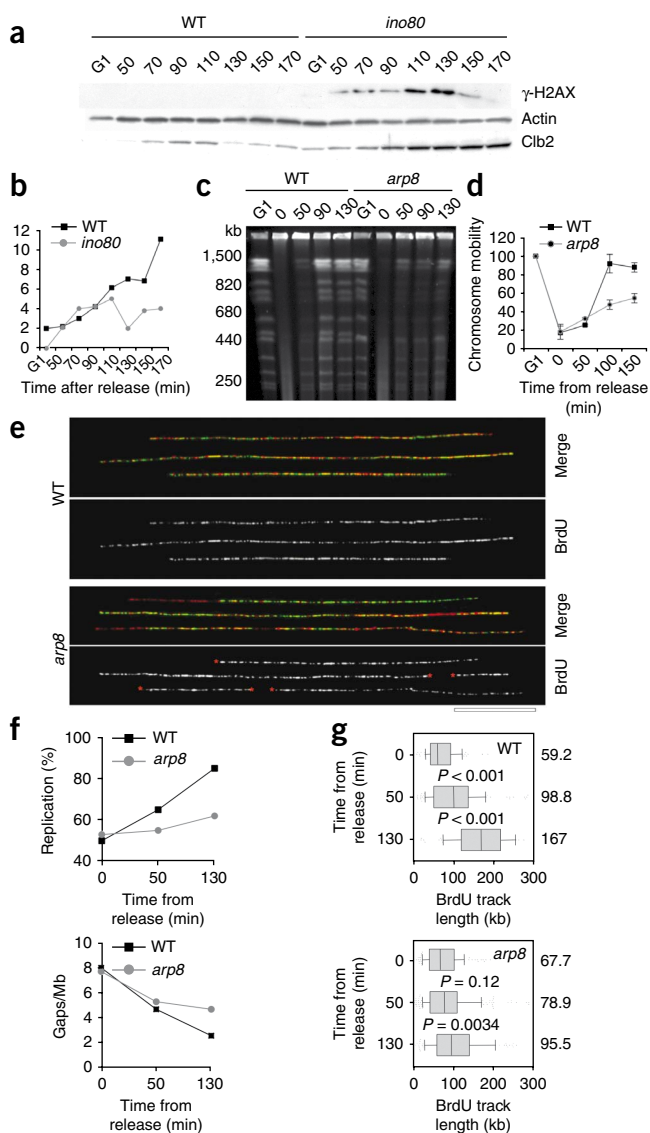 a
WT ino80
G1 50 70 90 110 130 150 170 G1 50 70 90 110 130 150 170
γ-H2AX
Actin
Clb2
b
WT
ino80
12
10
8
6
4
2
0
G1 50 70 90 110 130 150 170
Time after release (min)
c
WT arp8
kb G1 0 50 90 130 G1 0 50 90 130
1,500
820
680
440
250
d
WT
arp8
Chromosome mobility
120
100
80
60
40
20
0
G1 0 50 100 150
Time from release
(min)
e
WT
Merge
BrdU
arp8
Merge
BrdU
f
WT
arp8
Replication (%)
100
80
60
40
0 50 130
Time from
release (min)
WT
arp8
Gaps/Mb
10
8
6
4
2
0
0 50 130
Time from
release (min)
g
WT
Time from
release (min)
0 59.2
P < 0.001
50 98.8
P < 0.001
130 167
0 100 200 300
BrdU track
length (kb)
arp8
Time from
release (min)
0 67.7
P = 0.12
50 78.9
P = 0.0034
130 95.5
0 100 200 300
BrdU track
length (kb)